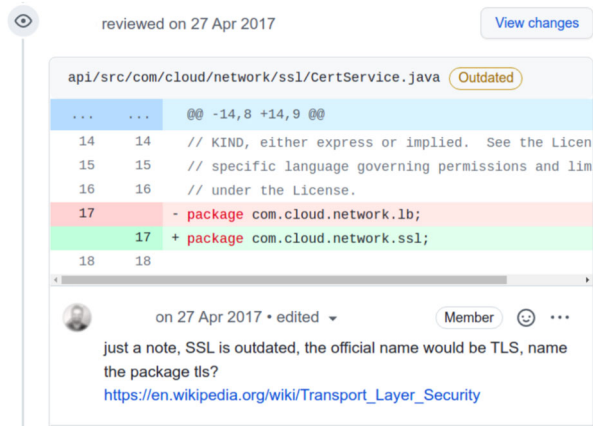 reviewed on 27 Apr 2017
View changes
api/src/com/cloud/network/ssl/CertService.java Outdated
... ... @@ -14,8 +14,9 @@
14 14 // KIND, either express or implied.  See the Licen
15 15 // specific language governing permissions and lim
16 16 // under the License.
17 - package com.cloud.network.lb;
17 + package com.cloud.network.ssl;
18 18
on 27 Apr 2017 • edited
Member
just a note, SSL is outdated, the official name would be TLS, name
the package tls?
https://en.wikipedia.org/wiki/Transport_Layer_Security